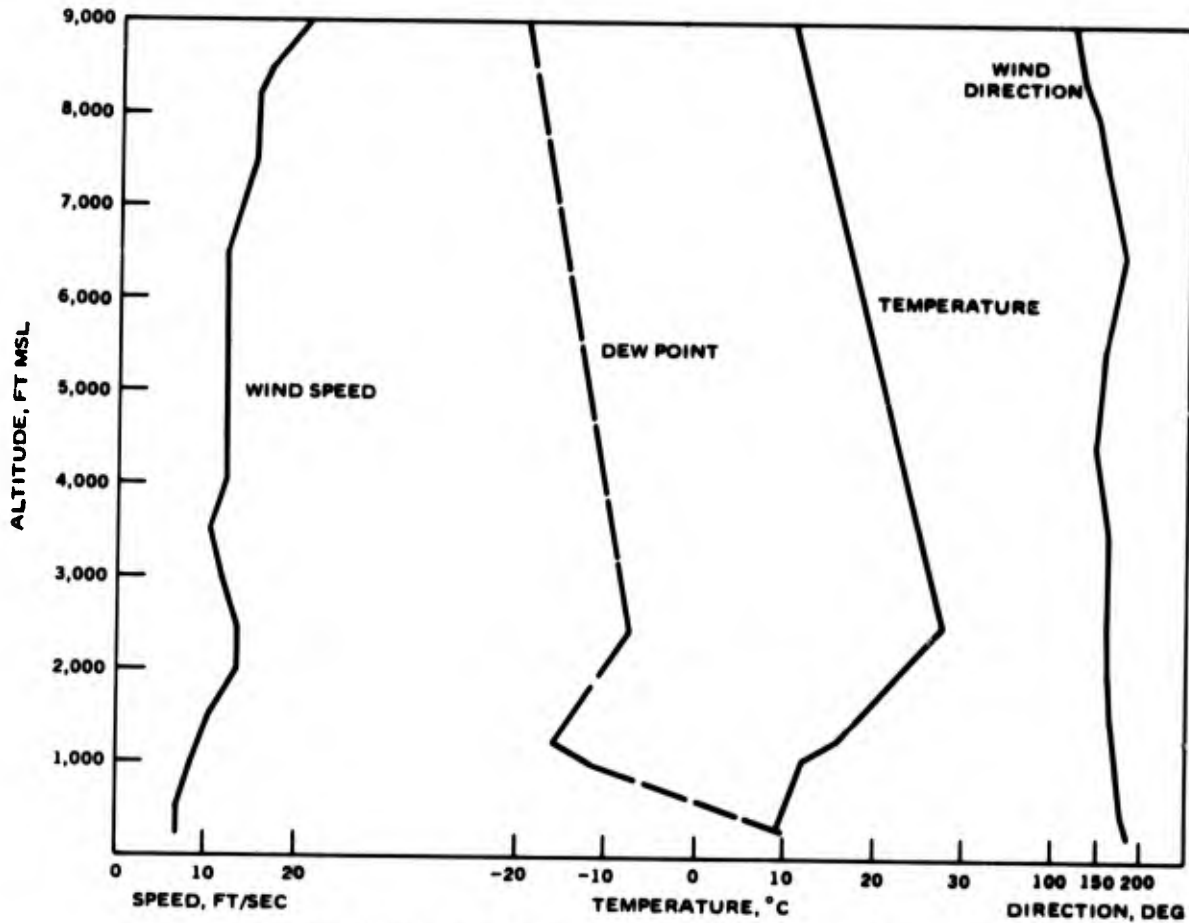 9,000
8,000
7,000
6,000
5,000
4,000
3,000
2,000
1,000
ALTITUDE, FT MSL
WIND SPEED
DEW POINT
TEMPERATURE
WIND
DIRECTION
0 10 20
-20 -10 0 10 20 30
100 150 200
SPEED, FT/SEC
TEMPERATURE, °C
DIRECTION, DEG